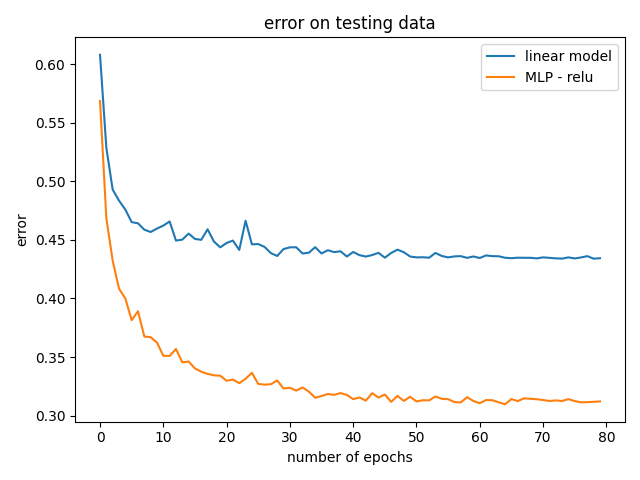 error on testing data
linear model
MLP - relu
error
0.60
0.55
0.50
0.45
0.40
0.35
0.30
0 10 20 30 40 50 60 70 80
number of epochs